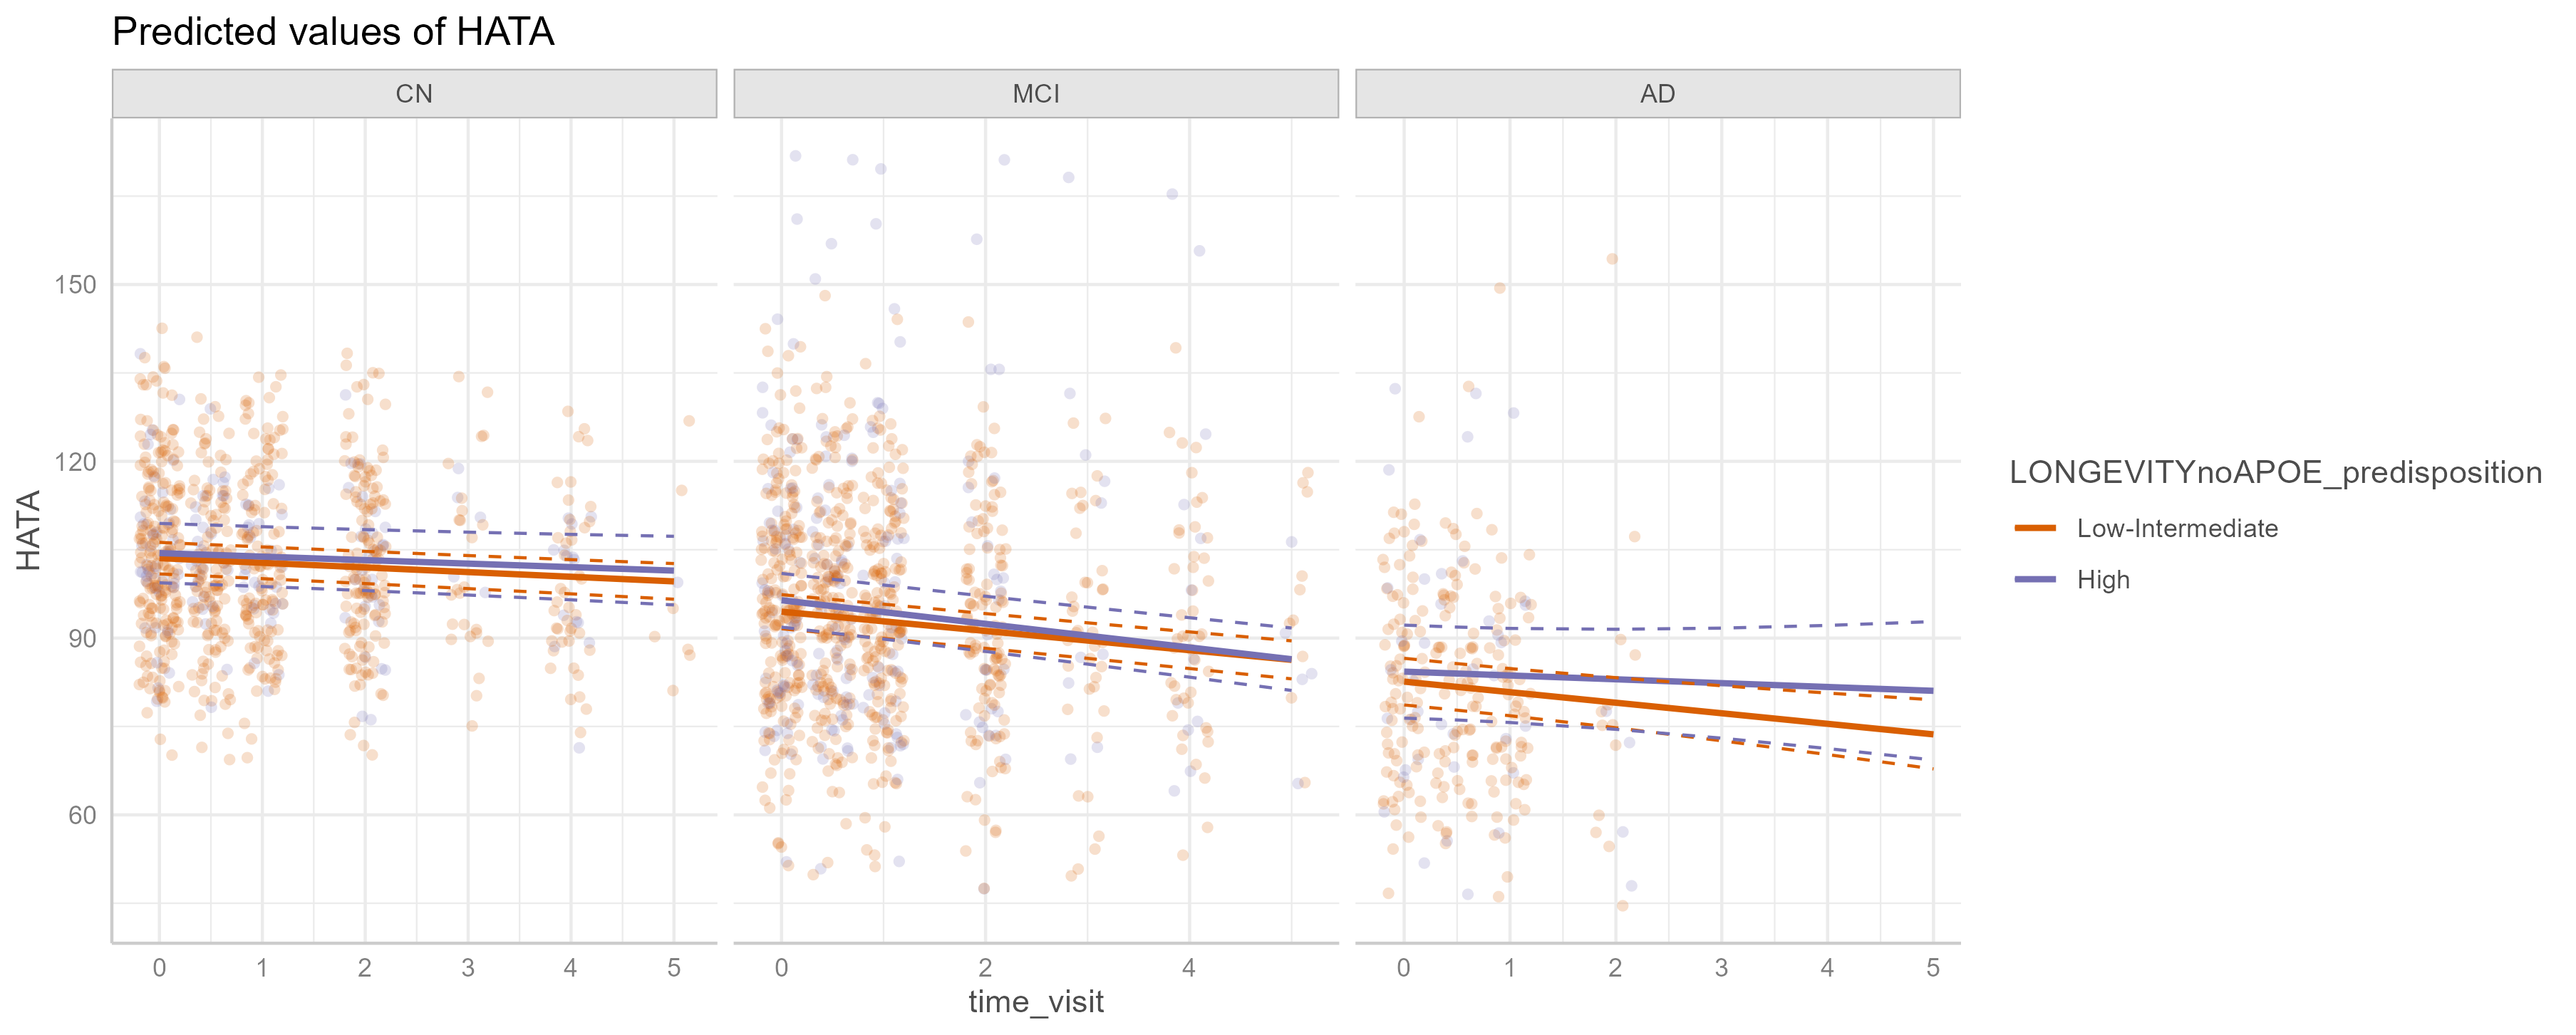 Predicted values of HATA
CN
MCI
AD
HATA
150
120
90
60
0 1 2 3 4 5
0 2 4
0 1 2 3 4 5
time_visit
LONGEVITYnoAPOE_predisposition
Low-Intermediate
High